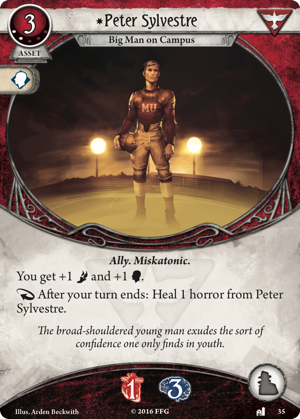 3
Peter Sylvestre
ASSET
Big Man on Campus
MU
Ally. Miskatonic.
You get +1 and +1 .
After your turn ends: Heal 1 horror from Peter
Sylvestre.
The broad-shouldered young man exudes the sort of
confidence one only finds in youth.
1
3
Illus. Arden Beckwith
© 2016 FFG
35